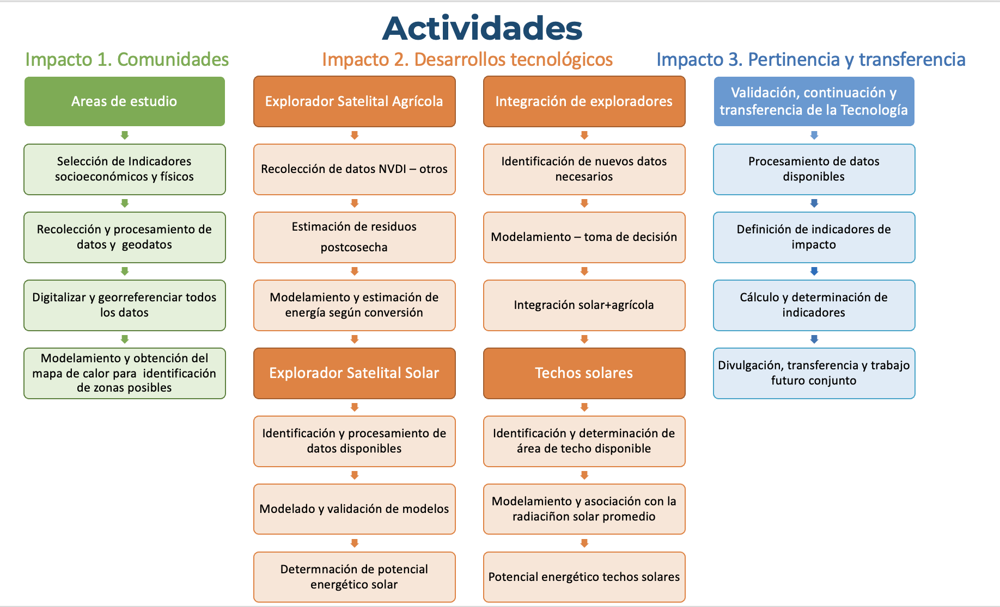 Actividades
Impacto 1. Comunidades
Impacto 2. Desarrollos tecnológicos
Impacto 3. Pertinencia y transferencia
Areas de estudio
Selección de Indicadores
socioeconómicos y físicos
Recolección y procesamiento de
datos y  geodatos
Digitalizar y georreferenciar todos
los datos
Modelamiento y obtención del
mapa de calor para  identificación
de zonas posibles
Explorador Satelital Agrícola
Recolección de datos NVDI – otros
Estimación de residuos
postcosecha
Modelamiento y estimación de
energía según conversión
Explorador Satelital Solar
Identificación y procesamiento de
datos disponibles
Modelado y validación de modelos
Determnación de potencial
energético solar
Integración de exploradores
Identificación de nuevos datos
necesarios
Modelamiento – toma de decisión
Integración solar+agrícola
Techos solares
Identificación y determinación de
área de techo disponible
Modelamiento y asociación con la
radiaciñon solar promedio
Potencial energético techos solares
Validación, continuación y
transferencia de la Tecnología
Procesamiento de datos
disponibles
Definición de indicadores de
impacto
Cálculo y determinación de
indicadores
Divulgación, transferencia y trabajo
futuro conjunto